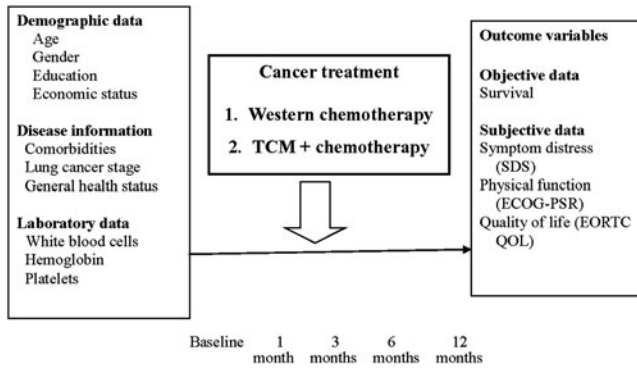 Demographic data
Age
Gender
Education
Economic status
Disease information
Comorbidities
Lung cancer stage
General health status
Laboratory data
White blood cells
Hemoglobin
Platelets
Cancer treatment
1. Western chemotherapy
2. TCM + chemotherapy
Outcome variables
Objective data
Survival
Subjective data
Symptom distress
(SDS)
Physical function
(ECOG-PSR)
Quality of life (EORTC
QOL)
Baseline 1 3 6 12
month months months months